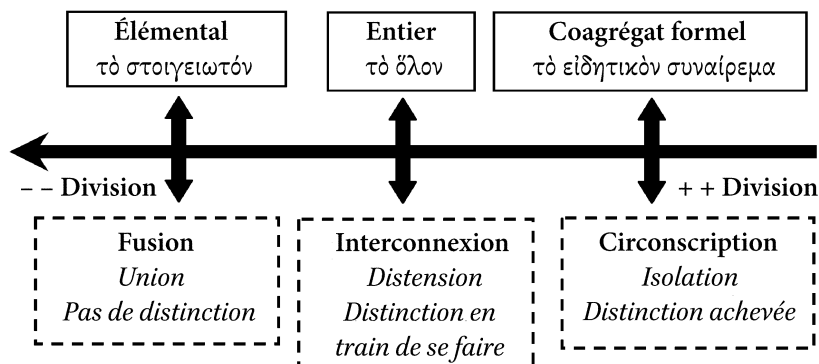 Élémental
τὸ στοιγειωτόν
Entier
τὸ ὅλον
Coagrégat formel
τὸ εἰδητικὸν συναίρεμα
– – Division
+ + Division
Fusion
Union
Pas de distinction
Interconnexion
Distension
Distinction en
train de se faire
Circonscription
Isolation
Distinction achevée